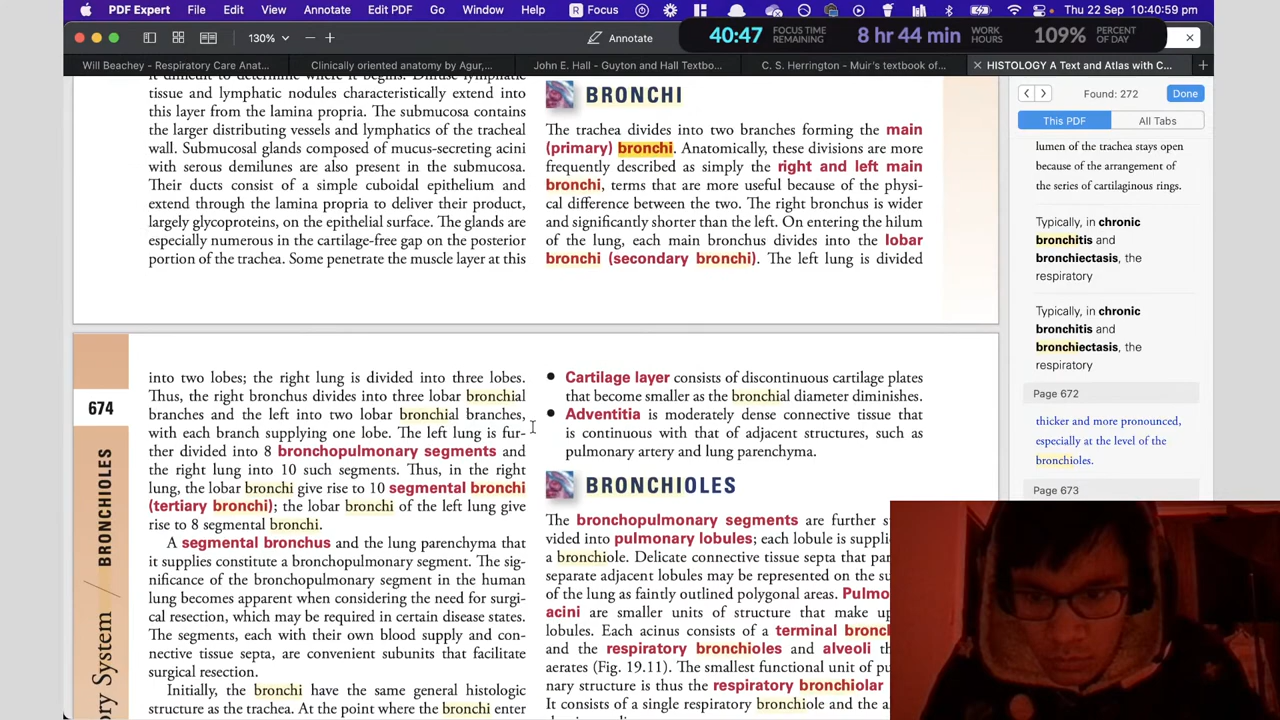 PDF Expert File Edit View Annotate Edit PDF Go Window Help Focus Thu 22 Sep 10:40:59 pm
130% Annotate 40:47 FOCUS TIME REMAINING 8 hr 44 min WORK HOURS 109% PERCENT OF DAY
Will Beachey - Respiratory Care Anat... Clinically oriented anatomy by Agur,... John E. Hall - Guyton and Hall Textbo... C. S. Herrington - Muir's textbook of... HISTOLOGY A Text and Atlas with C...
it difficult to determine where it begins. Diffuse lymphatic
tissue and lymphatic nodules characteristically extend into
this layer from the lamina propria. The submucosa contains
the larger distributing vessels and lymphatics of the tracheal
wall. Submucosal glands composed of mucus-secreting acini
with serous demilunes are also present in the submucosa.
Their ducts consist of a simple cuboidal epithelium and
extend through the lamina propria to deliver their product,
largely glycoproteins, on the epithelial surface. The glands are
especially numerous in the cartilage-free gap on the posterior
portion of the trachea. Some penetrate the muscle layer at this
BRONCHI
The trachea divides into two branches forming the main
(primary) bronchi. Anatomically, these divisions are more
frequently described as simply the right and left main
bronchi, terms that are more useful because of the physi-
cal difference between the two. The right bronchus is wider
and significantly shorter than the left. On entering the hilum
of the lung, each main bronchus divides into the lobar
bronchi (secondary bronchi). The left lung is divided
674
BRONCHIOLES
ory System
into two lobes; the right lung is divided into three lobes.
Thus, the right bronchus divides into three lobar bronchial
branches and the left into two lobar bronchial branches,
with each branch supplying one lobe. The left lung is fur-
ther divided into 8 bronchopulmonary segments and
the right lung into 10 such segments. Thus, in the right
lung, the lobar bronchi give rise to 10 segmental bronchi
(tertiary bronchi); the lobar bronchi of the left lung give
rise to 8 segmental bronchi.
A segmental bronchus and the lung parenchyma that
it supplies constitute a bronchopulmonary segment. The sig-
nificance of the bronchopulmonary segment in the human
lung becomes apparent when considering the need for surgi-
cal resection, which may be required in certain disease states.
The segments, each with their own blood supply and con-
nective tissue septa, are convenient subunits that facilitate
surgical resection.
Initially, the bronchi have the same general histologic
structure as the trachea. At the point where the bronchi enter
• Cartilage layer consists of discontinuous cartilage plates
that become smaller as the bronchial diameter diminishes.
• Adventitia is moderately dense connective tissue that
is continuous with that of adjacent structures, such as
pulmonary artery and lung parenchyma.
BRONCHIOLES
The bronchopulmonary segments are further s
vided into pulmonary lobules; each lobule is suppli
a bronchiole. Delicate connective tissue septa that par
separate adjacent lobules may be represented on the su
of the lung as faintly outlined polygonal areas. Pulmo
acini are smaller units of structure that make up
lobules. Each acinus consists of a terminal bronc
and the respiratory bronchioles and alveoli th
aerates (Fig. 19.11). The smallest functional unit of pu
nary structure is thus the respiratory bronchiolar
It consists of a single respiratory bronchiole and the a
Found: 272 Done
This PDF All Tabs
lumen of the trachea stays open
because of the arrangement of
the series of cartilaginous rings.
Typically, in chronic
bronchitis and
bronchiectasis, the
respiratory
Typically, in chronic
bronchitis and
bronchiectasis, the
respiratory
Page 672
thicker and more pronounced,
especially at the level of the
bronchioles.
Page 673